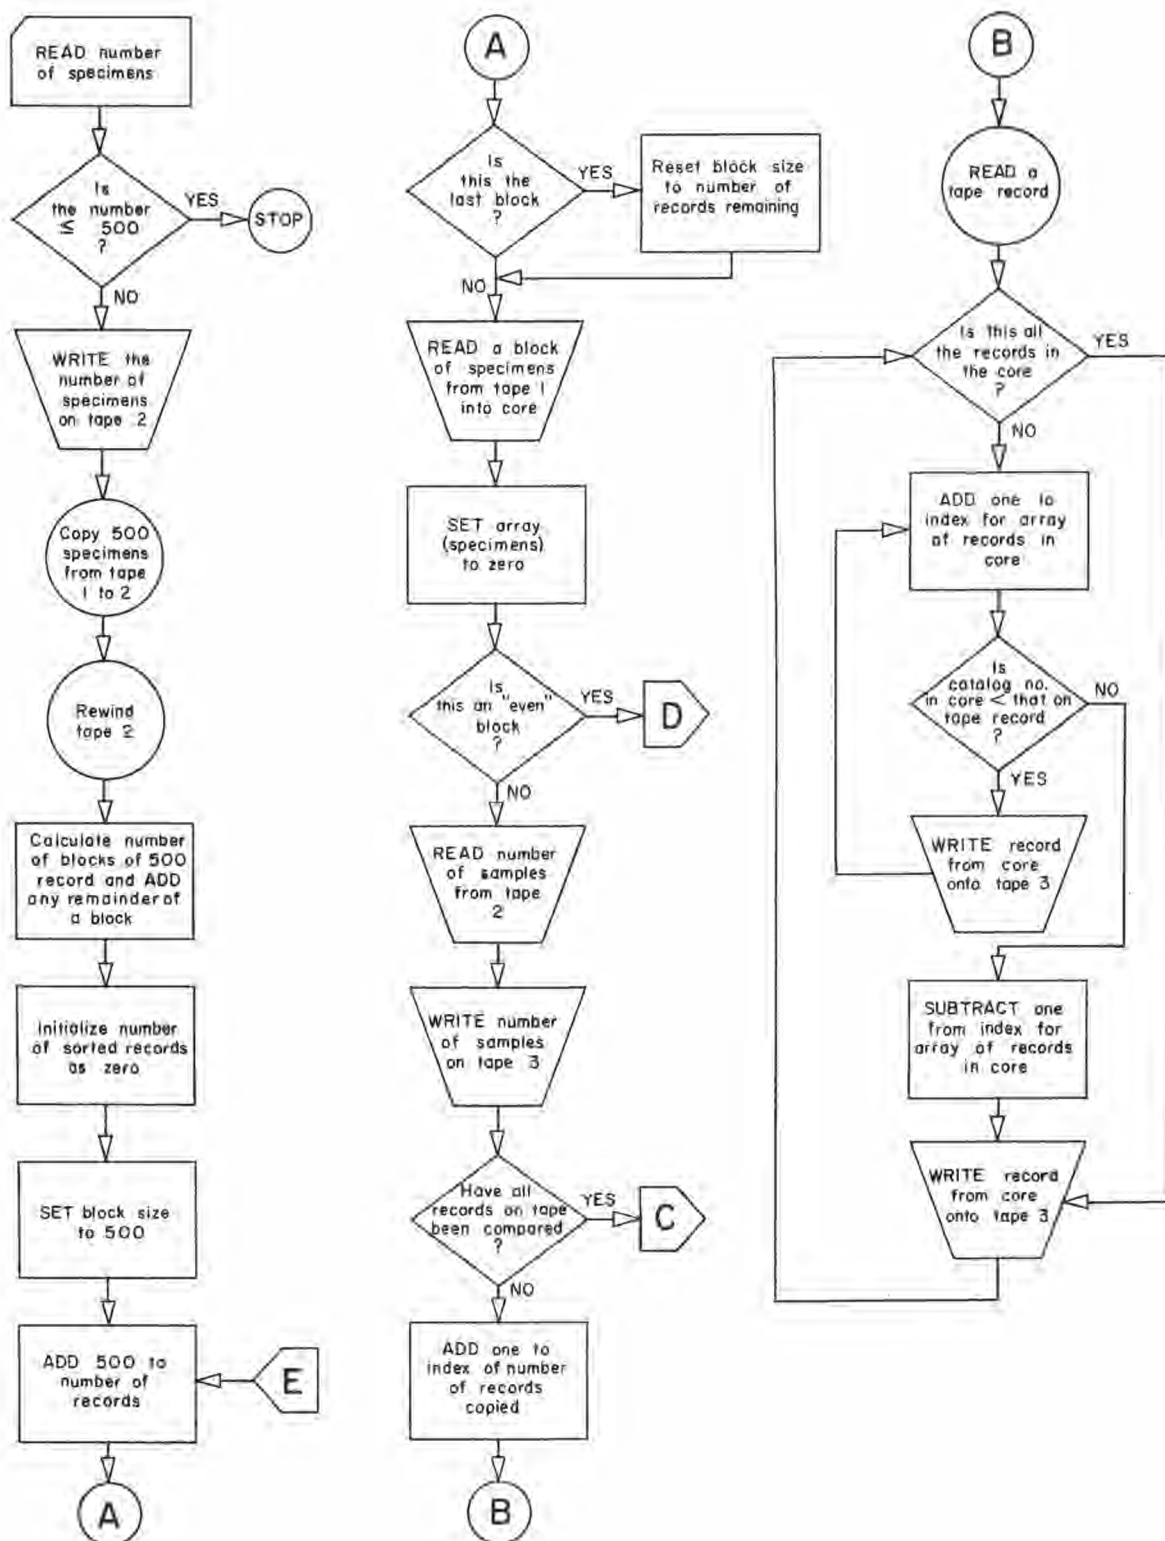 READ number
of specimens
Is
the number
≤ 500
?
YES
STOP
NO
WRITE the
number of
specimens
on tape 2
Copy 500
specimens
from tape
1 to 2
Rewind
tape 2
Calculate number
of blocks of 500
record and ADD
any remainder of
a block
Initialize number
of sorted records
as zero
SET block size
to 500
ADD 500 to
number of
records
E
A
A
Is
this the
last block
?
YES
Reset block size
to number of
records remaining
NO
READ a block
of specimens
from tape 1
into core
SET array
(specimens)
to zero
Is
this an "even"
block
?
YES
D
NO
READ number
of samples
from tape
2
WRITE number
of samples
on tape 3
Have all
records on tape
been compared
?
YES
C
NO
ADD one to
index of number
of records
copied
B
B
READ a
tape record
Is this all
the records in
the core
?
YES
NO
ADD one to
index for array
of records in
core
Is
catalog no.
in core < that on
tape record
?
NO
YES
WRITE record
from core
onto tape 3
SUBTRACT one
from index for
array of records
in core
WRITE record
from core
onto tape 3